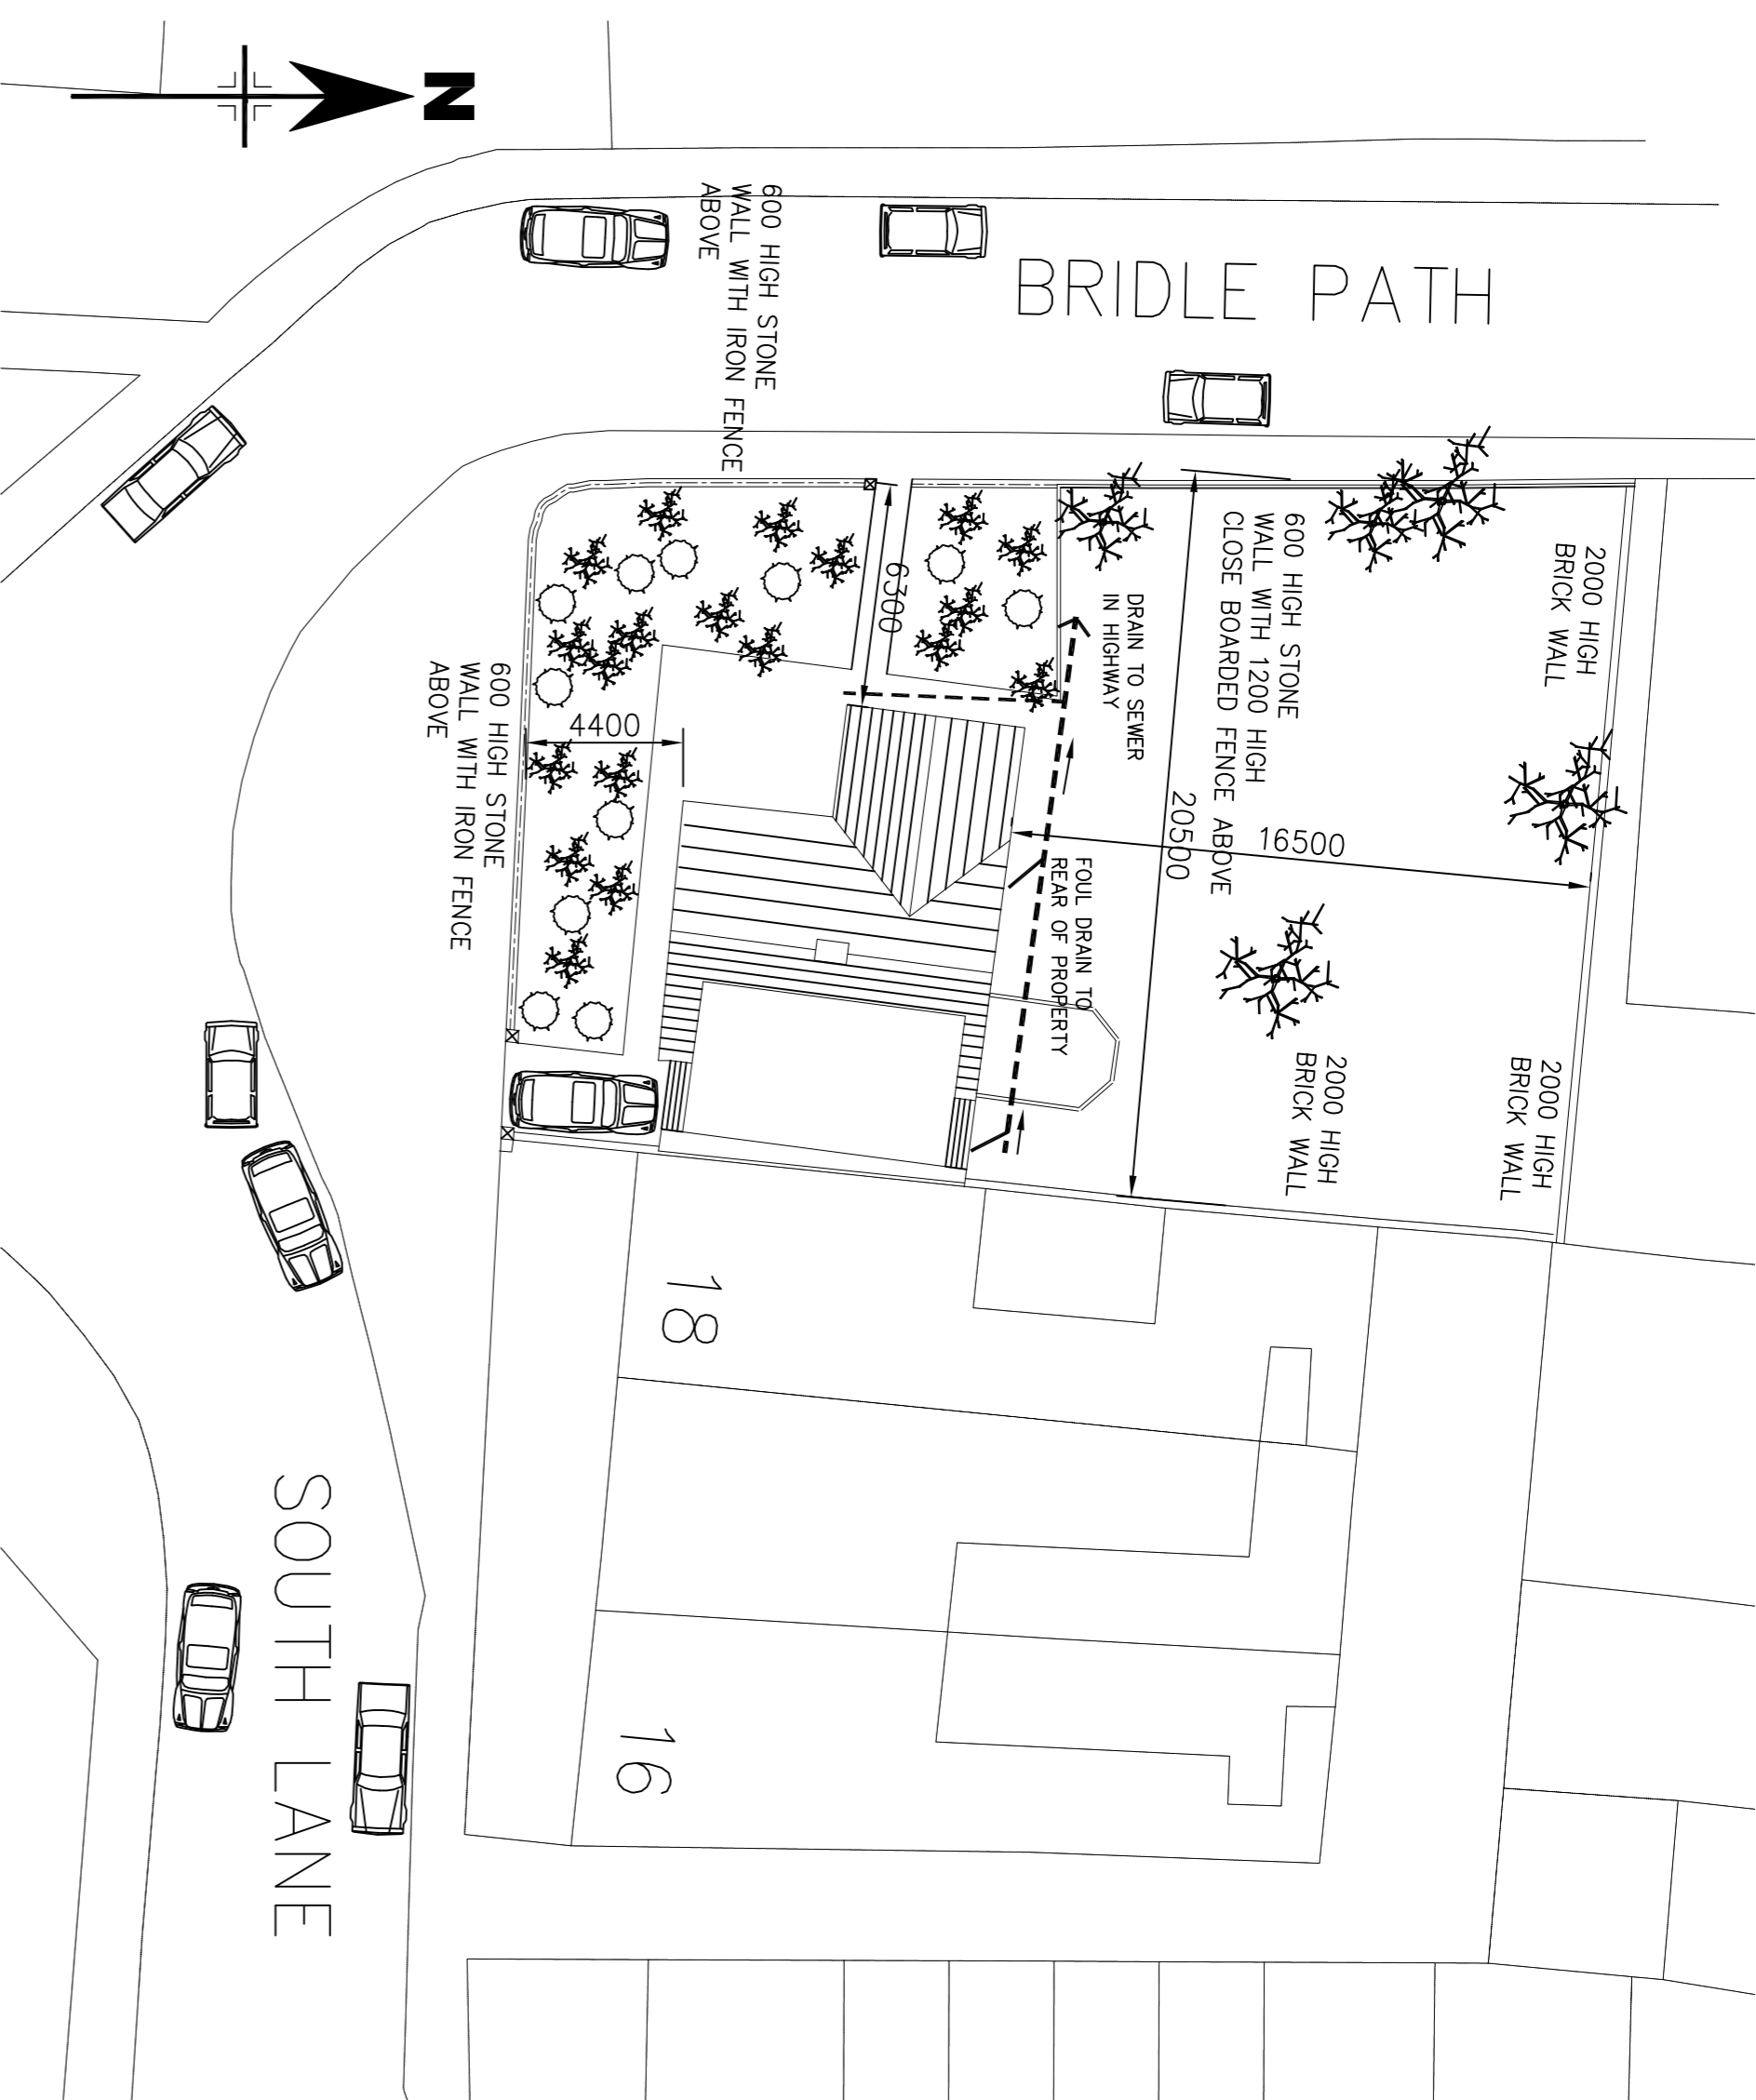 N
BRIDLE PATH
600 HIGH STONE
WALL WITH IRON FENCE
ABOVE
2000 HIGH
BRICK WALL
600 HIGH STONE
WALL WITH 1200 HIGH
CLOSE BOARDED FENCE ABOVE
DRAIN TO SEWER
IN HIGHWAY
6300
20500
16500
4400
600 HIGH STONE
WALL WITH IRON FENCE
ABOVE
FOUL DRAIN TO
REAR OF PROPERTY
2000 HIGH
BRICK WALL
2000 HIGH
BRICK WALL
18
16
SOUTH LANE